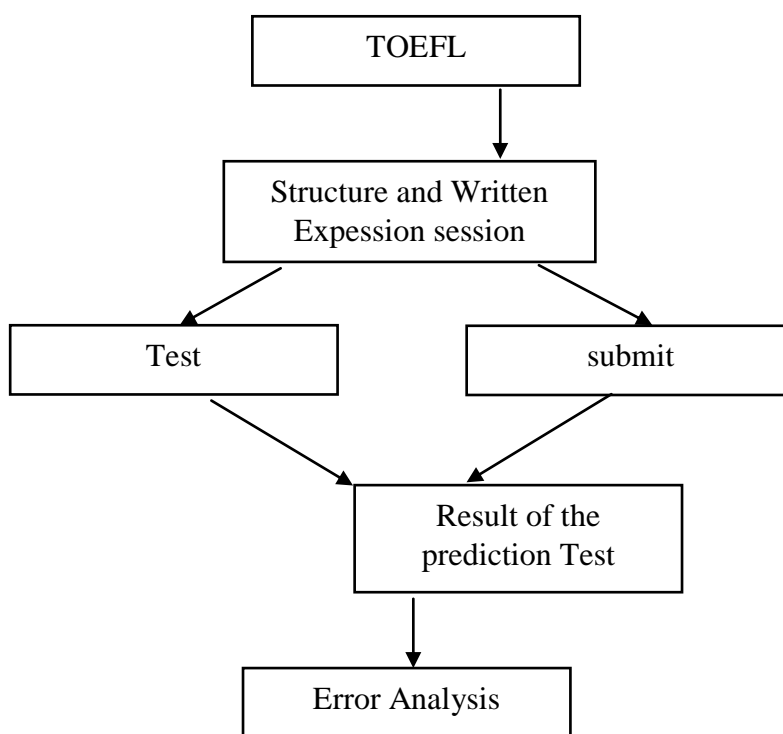 TOEFL
Structure and Written
Expession session
Test
submit
Result of the
prediction Test
Error Analysis